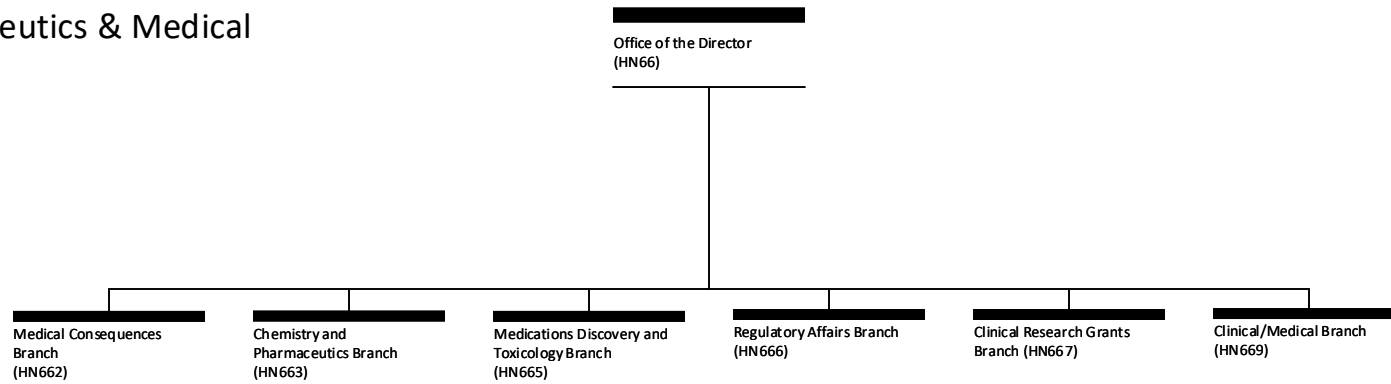 eutics & Medical
Office of the Director
(HN66)
Medical Consequences
Branch
(HN662)
Chemistry and
Pharmaceutics Branch
(HN663)
Medications Discovery and
Toxicology Branch
(HN665)
Regulatory Affairs Branch
(HN666)
Clinical Research Grants
Branch (HN667)
Clinical/Medical Branch
(HN669)